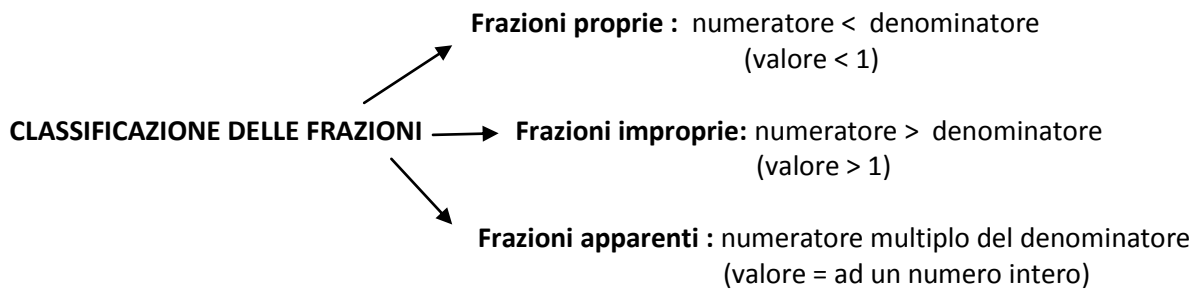 Frazioni proprie : numeratore < denominatore
(valore < 1)
CLASSIFICAZIONE DELLE FRAZIONI
Frazioni improprie: numeratore > denominatore
(valore > 1)
Frazioni apparenti : numeratore multiplo del denominatore
(valore = ad un numero intero)